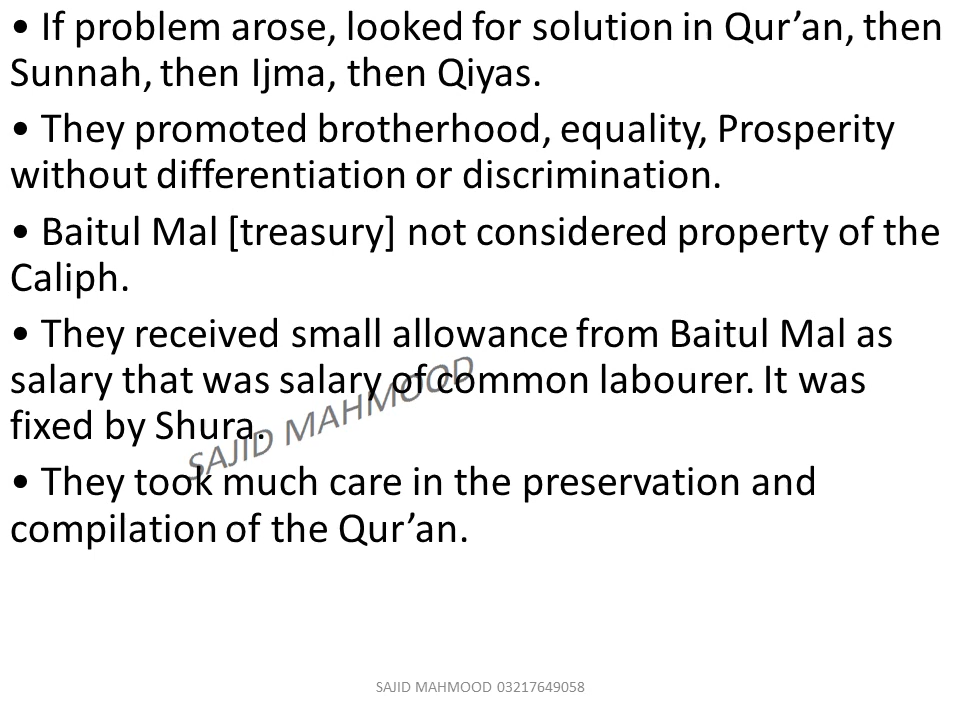 • If problem arose, looked for solution in Qur’an, then
Sunnah, then Ijma, then Qiyas.
• They promoted brotherhood, equality, Prosperity
without differentiation or discrimination.
• Baitul Mal [treasury] not considered property of the
Caliph.
• They received small allowance from Baitul Mal as
salary that was salary of common labourer. It was
fixed by Shura.
SAJID MAHMOOD
• They took much care in the preservation and
compilation of the Qur’an.
SAJID MAHMOOD 03217649058